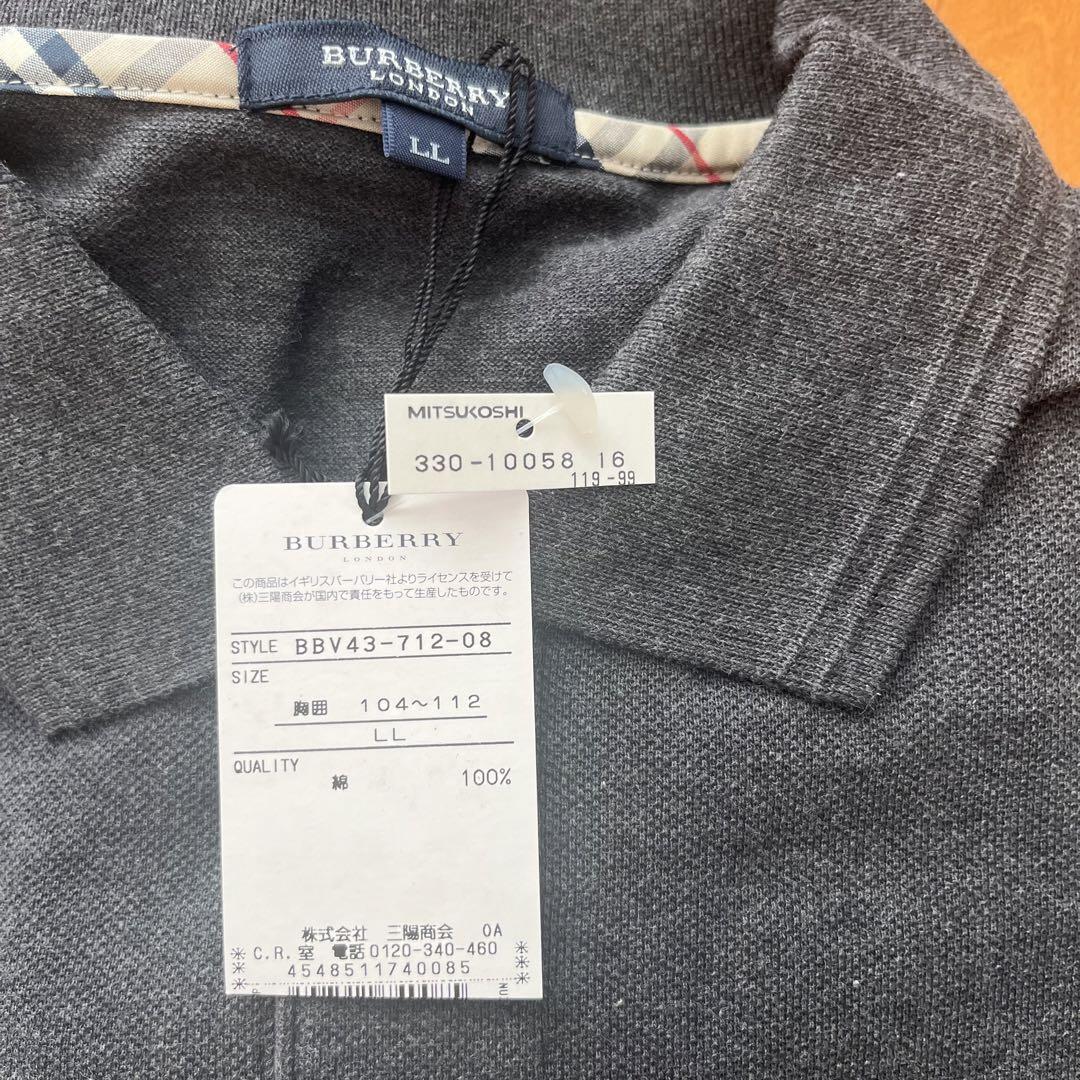 BURBERRY
LONDON
LL
MITSUKOSHI
330-10058 16
119-99
BURBERRY
LONDON
この商品はイギリスバーバリー社よりライセンスを受けて
(株)三陽商会が国内で責任をもって生産したものです。
STYLE BBV43-712-08
SIZE
胸囲 104〜112
LL
QUALITY
綿 100%
株式会社 三陽商会 OA
* C.R.室 電話0120-340-460 *
* 4548511740085 *
* *
P NU